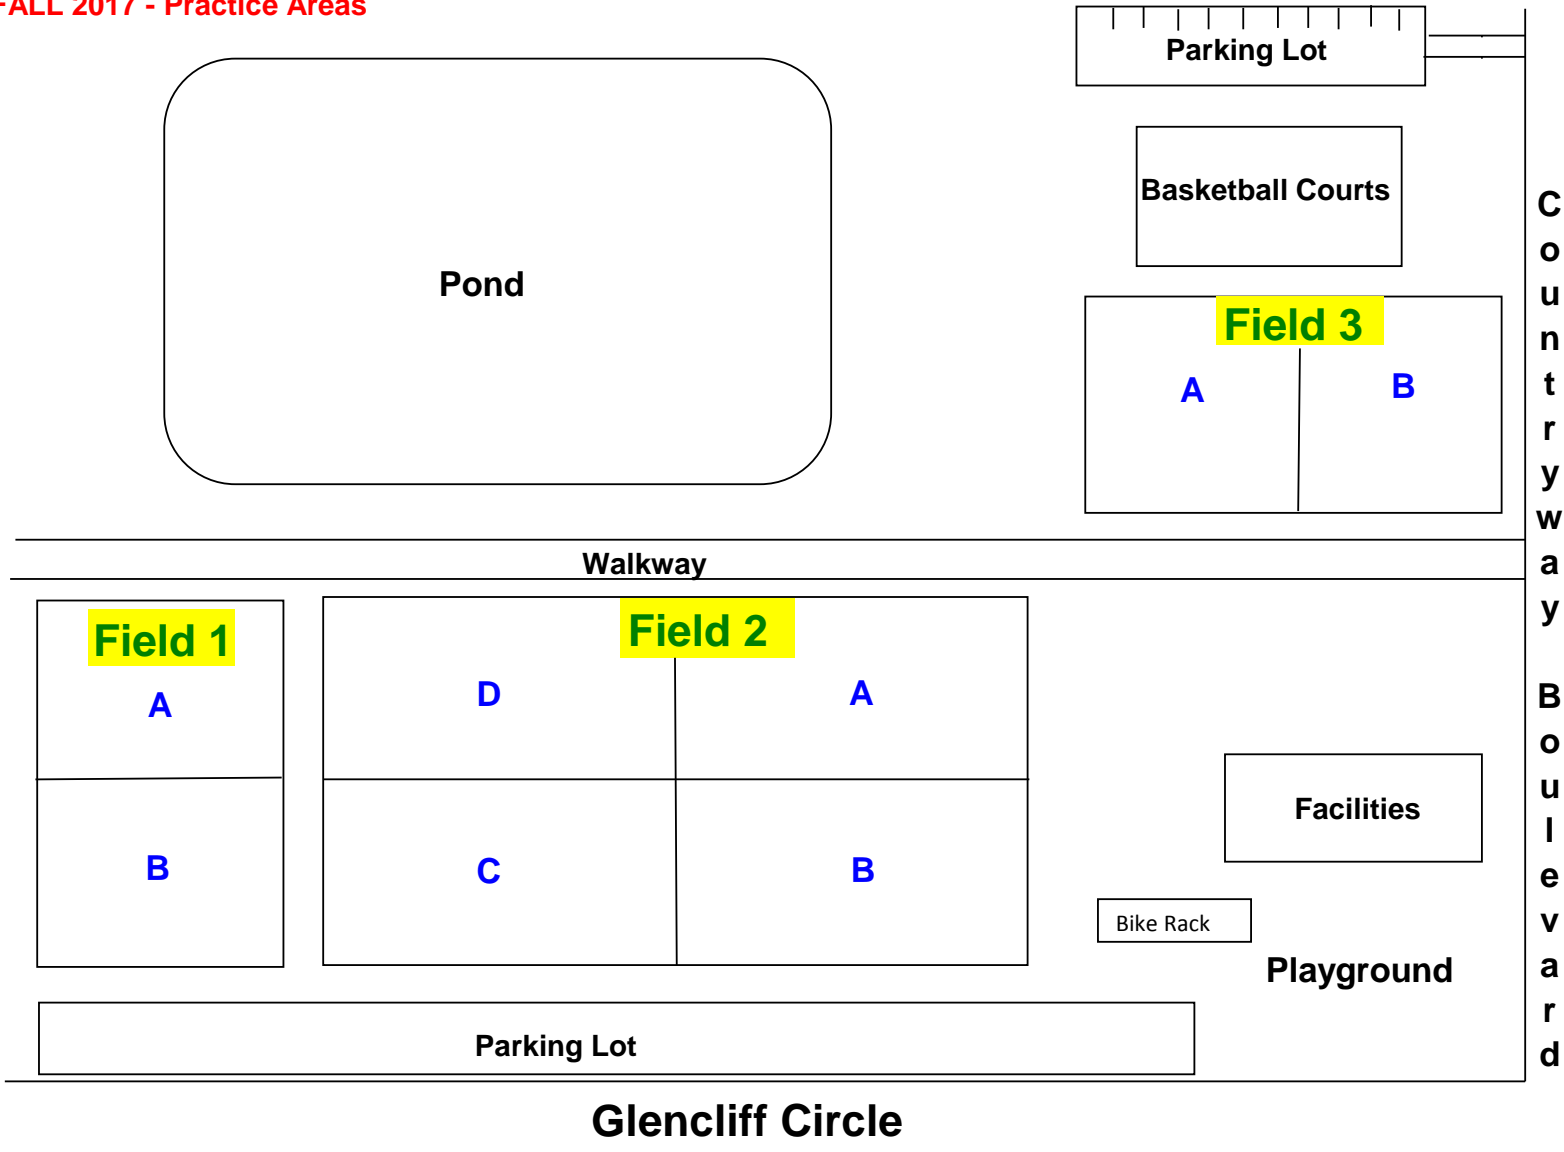 FALL 2017 - Practice Areas
Parking Lot
Basketball Courts
Pond
Field 3
A B
Countryway Boulevard
Walkway
Field 1
Field 2
A
D A
B
C B
Facilities
Bike Rack
Playground
Parking Lot
Glencliff Circle